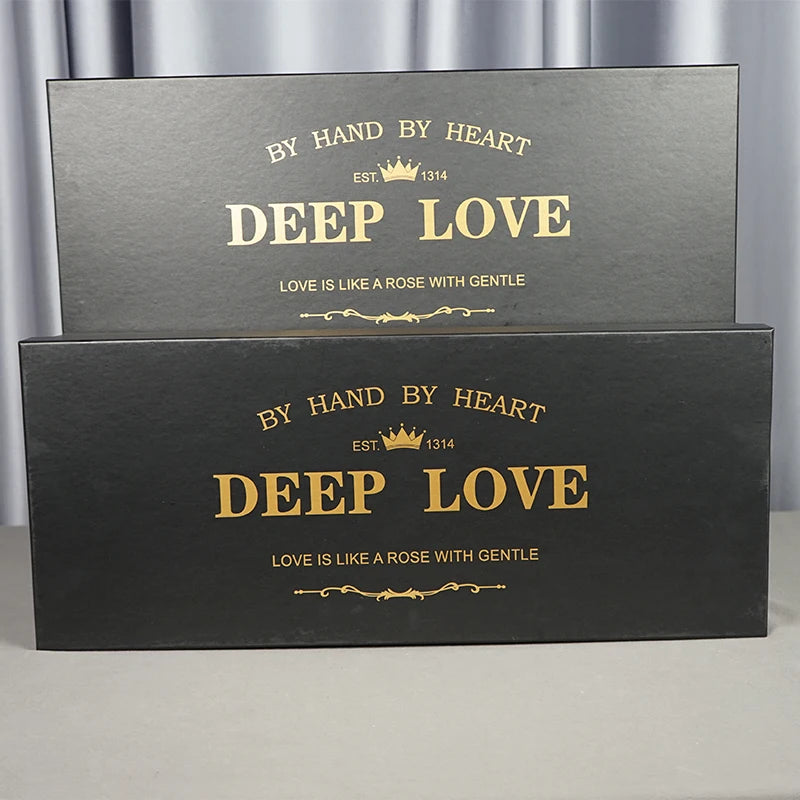 BY HAND BY HEART
EST. 1314
DEEP LOVE
LOVE IS LIKE A ROSE WITH GENTLE
BY HAND BY HEART
EST. 1314
DEEP LOVE
LOVE IS LIKE A ROSE WITH GENTLE